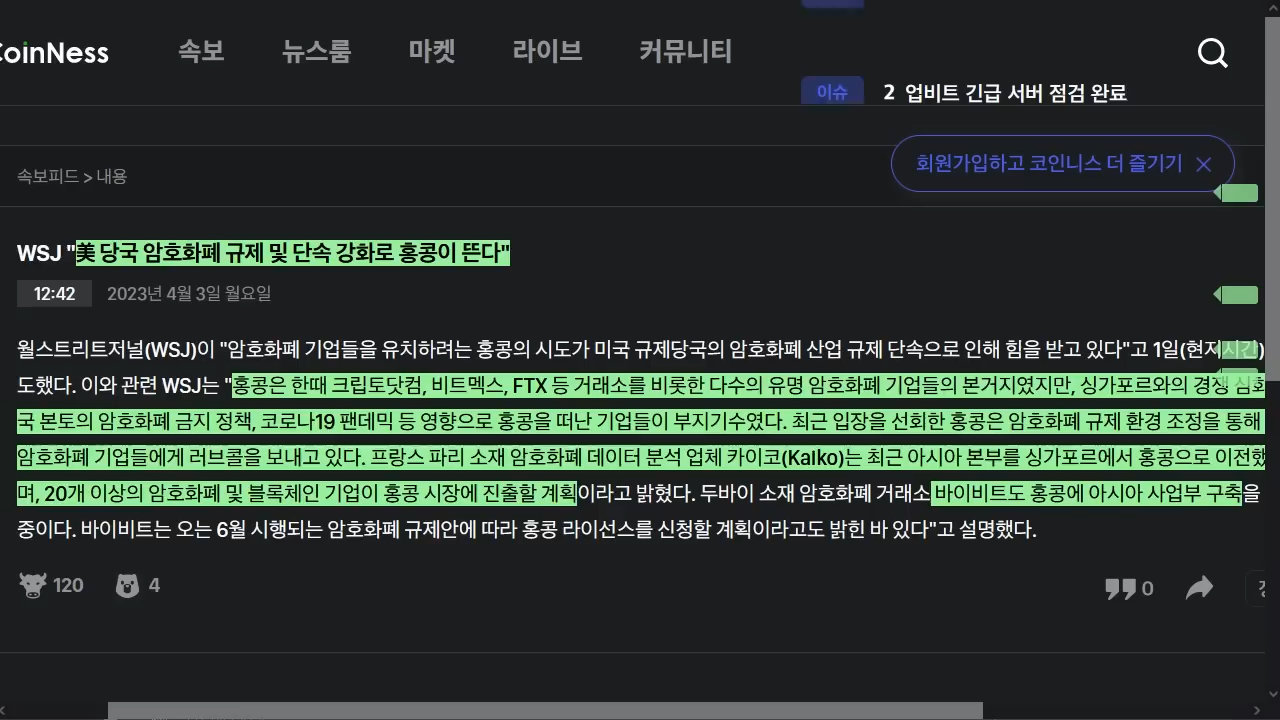 CoinNess 속보 뉴스룸 마켓 라이브 커뮤니티
이슈 2 업비트 긴급 서버 점검 완료
회원가입하고 코인니스 더 즐기기
속보피드 > 내용
WSJ "美 당국 암호화폐 규제 및 단속 강화로 홍콩이 뜬다"
12:42 2023년 4월 3일 월요일
월스트리트저널(WSJ)이 "암호화폐 기업들을 유치하려는 홍콩의 시도가 미국 규제당국의 암호화폐 산업 규제 단속으로 인해 힘을 받고 있다"고 1일(현지시간)
도했다. 이와 관련 WSJ는 "홍콩은 한때 크립토닷컴, 비트멕스, FTX 등 거래소를 비롯한 다수의 유명 암호화폐 기업들의 본거지였지만, 싱가포르와의 경쟁
국 본토의 암호화폐 금지 정책, 코로나19 팬데믹 등 영향으로 홍콩을 떠난 기업들이 부지기수였다. 최근 입장을 선회한 홍콩은 암호화폐 규제 환경 조정을 통해
암호화폐 기업들에게 러브콜을 보내고 있다. 프랑스 파리 소재 암호화폐 데이터 분석 업체 카이코(Kaiko)는 최근 아시아 본부를 싱가포르에서 홍콩으로 이전했
며, 20개 이상의 암호화폐 및 블록체인 기업이 홍콩 시장에 진출할 계획이라고 밝혔다. 두바이 소재 암호화폐 거래소 바이비트도 홍콩에 아시아 사업부 구축을
중이다. 바이비트는 오는 6월 시행되는 암호화폐 규제안에 따라 홍콩 라이선스를 신청할 계획이라고도 밝힌 바 있다"고 설명했다.
120 4 0